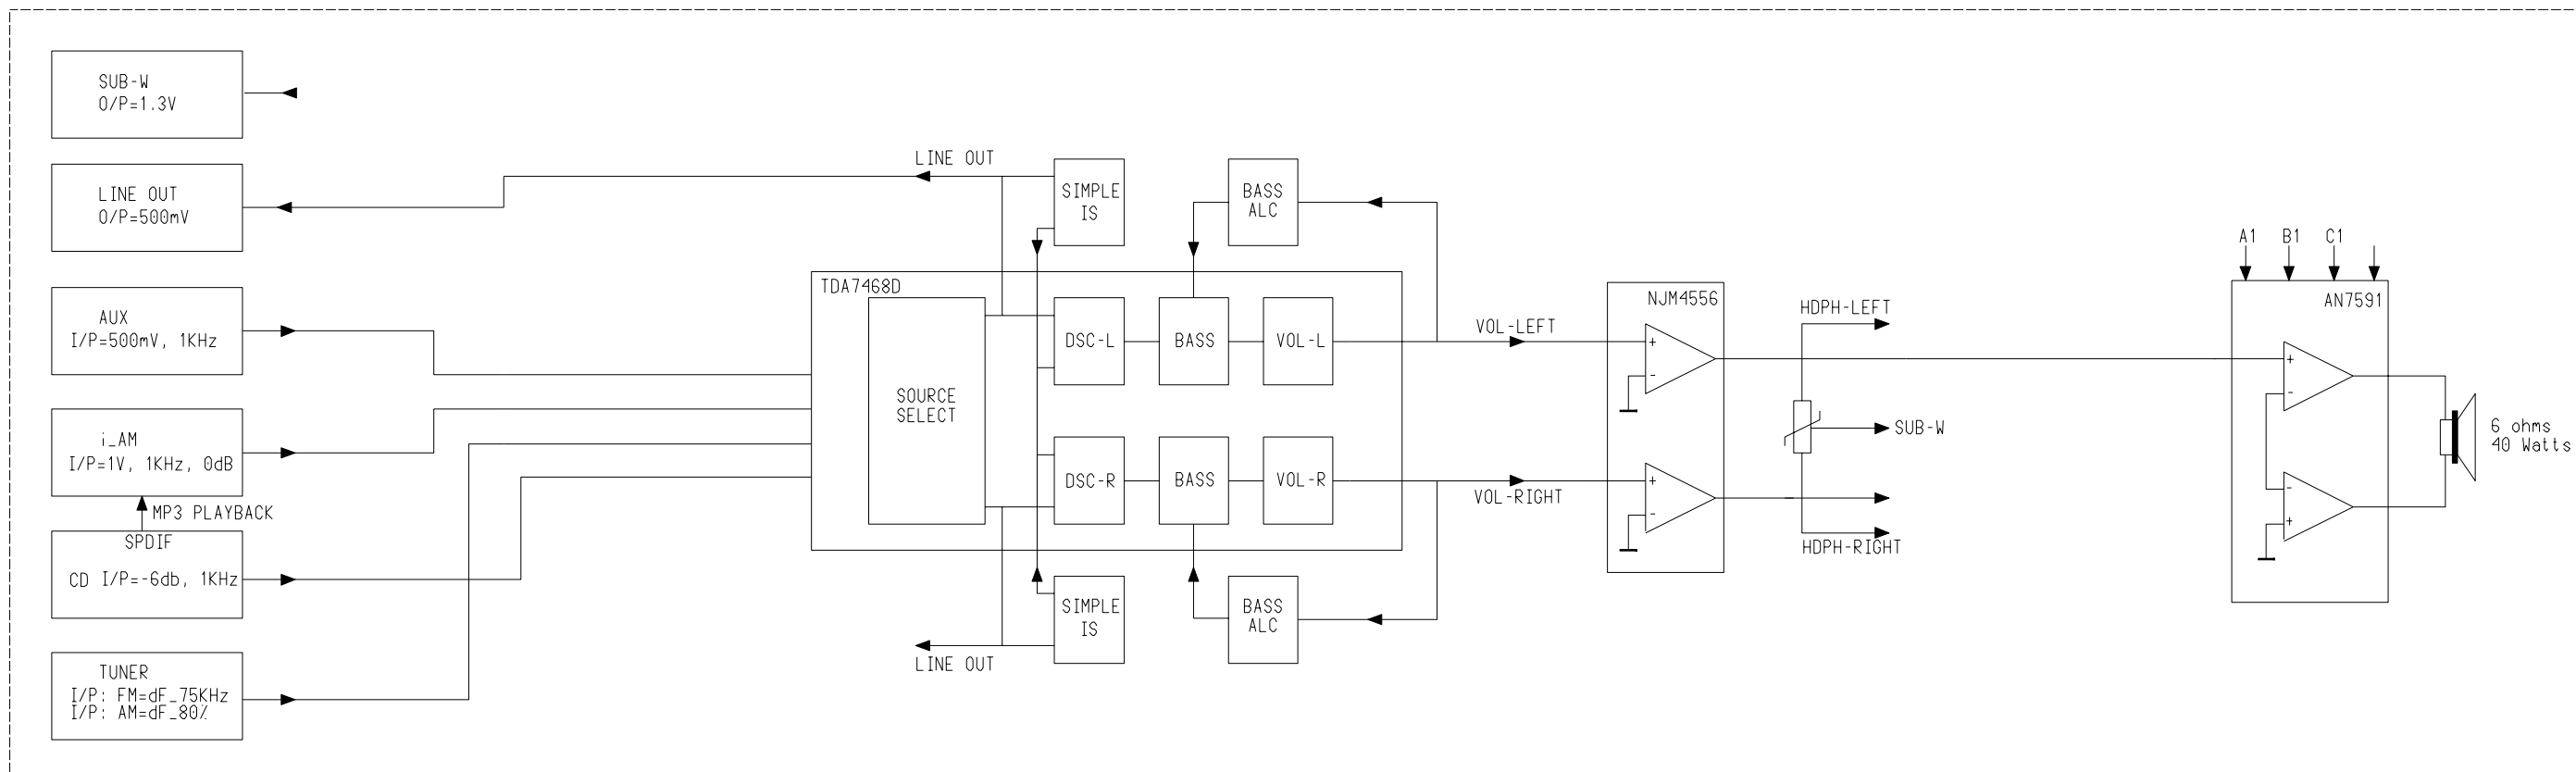 SUB-W
O/P=1.3V
LINE OUT
O/P=500mV
AUX
I/P=500mV, 1KHz
i_AM
I/P=1V, 1KHz, 0dB
MP3 PLAYBACK
SPDIF
CD I/P=-6db, 1KHz
TUNER
I/P: FM=dF_75KHz
I/P: AM=dF_80%
LINE OUT
SIMPLE
IS
BASS
ALC
TDA7468D
SOURCE
SELECT
DSC-L
BASS
VOL-L
DSC-R
BASS
VOL-R
SIMPLE
IS
BASS
ALC
LINE OUT
VOL-LEFT
VOL-RIGHT
NJM4556
+
-
+
-
HDPH-LEFT
SUB-W
HDPH-RIGHT
A1
B1
C1
AN7591
+
-
-
+
6 ohms
40 Watts